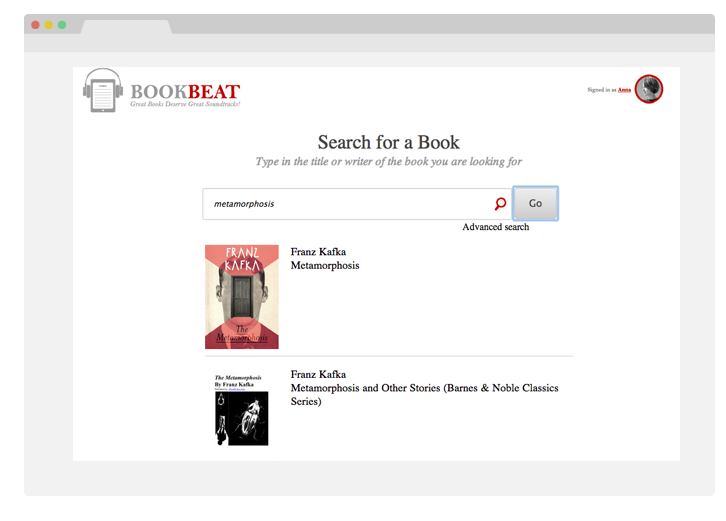 BOOKBEAT
Great Books Deserve Great Soundtracks!
Signed in as Anna
Search for a Book
Type in the title or writer of the book you are looking for
metamorphosis
Go
Advanced search
FRANZ
KAFKA
The
Metamorphosis
Franz Kafka
Metamorphosis
The Metamorphosis
By Franz Kafka
Franz Kafka
Metamorphosis and Other Stories (Barnes & Noble Classics
Series)